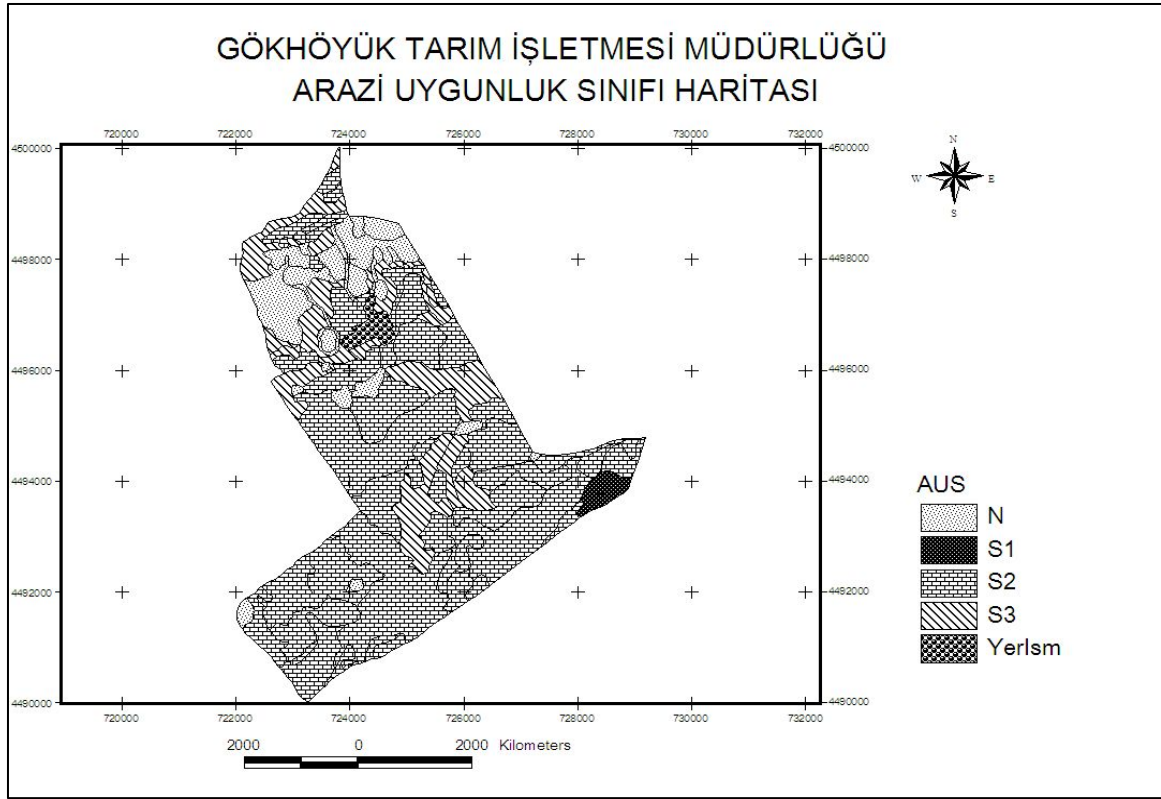 GÖKHÖYÜK TARIM İŞLETMESİ MÜDÜRLÜĞÜ
ARAZİ UYGUNLUK SINIFI HARİTASI
720000 722000 724000 726000 728000 730000 732000
4500000 4500000
N
W E
S
4498000 4498000
4496000 4496000
4494000 4494000
4492000 4492000
4490000 4490000
720000 722000 724000 726000 728000 730000 732000
AUS
N
S1
S2
S3
YerIsm
2000 0 2000 Kilometers